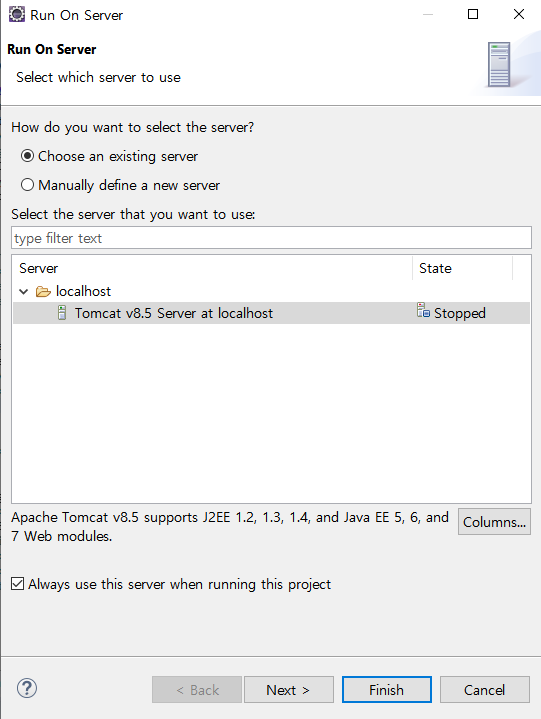 Run On Server
Run On Server
Select which server to use
How do you want to select the server?
Choose an existing server
Manually define a new server
Select the server that you want to use:
type filter text
Server State
localhost
Tomcat v8.5 Server at localhost Stopped
Apache Tomcat v8.5 supports J2EE 1.2, 1.3, 1.4, and Java EE 5, 6, and
7 Web modules.
Columns...
Always use this server when running this project
? < Back Next > Finish Cancel